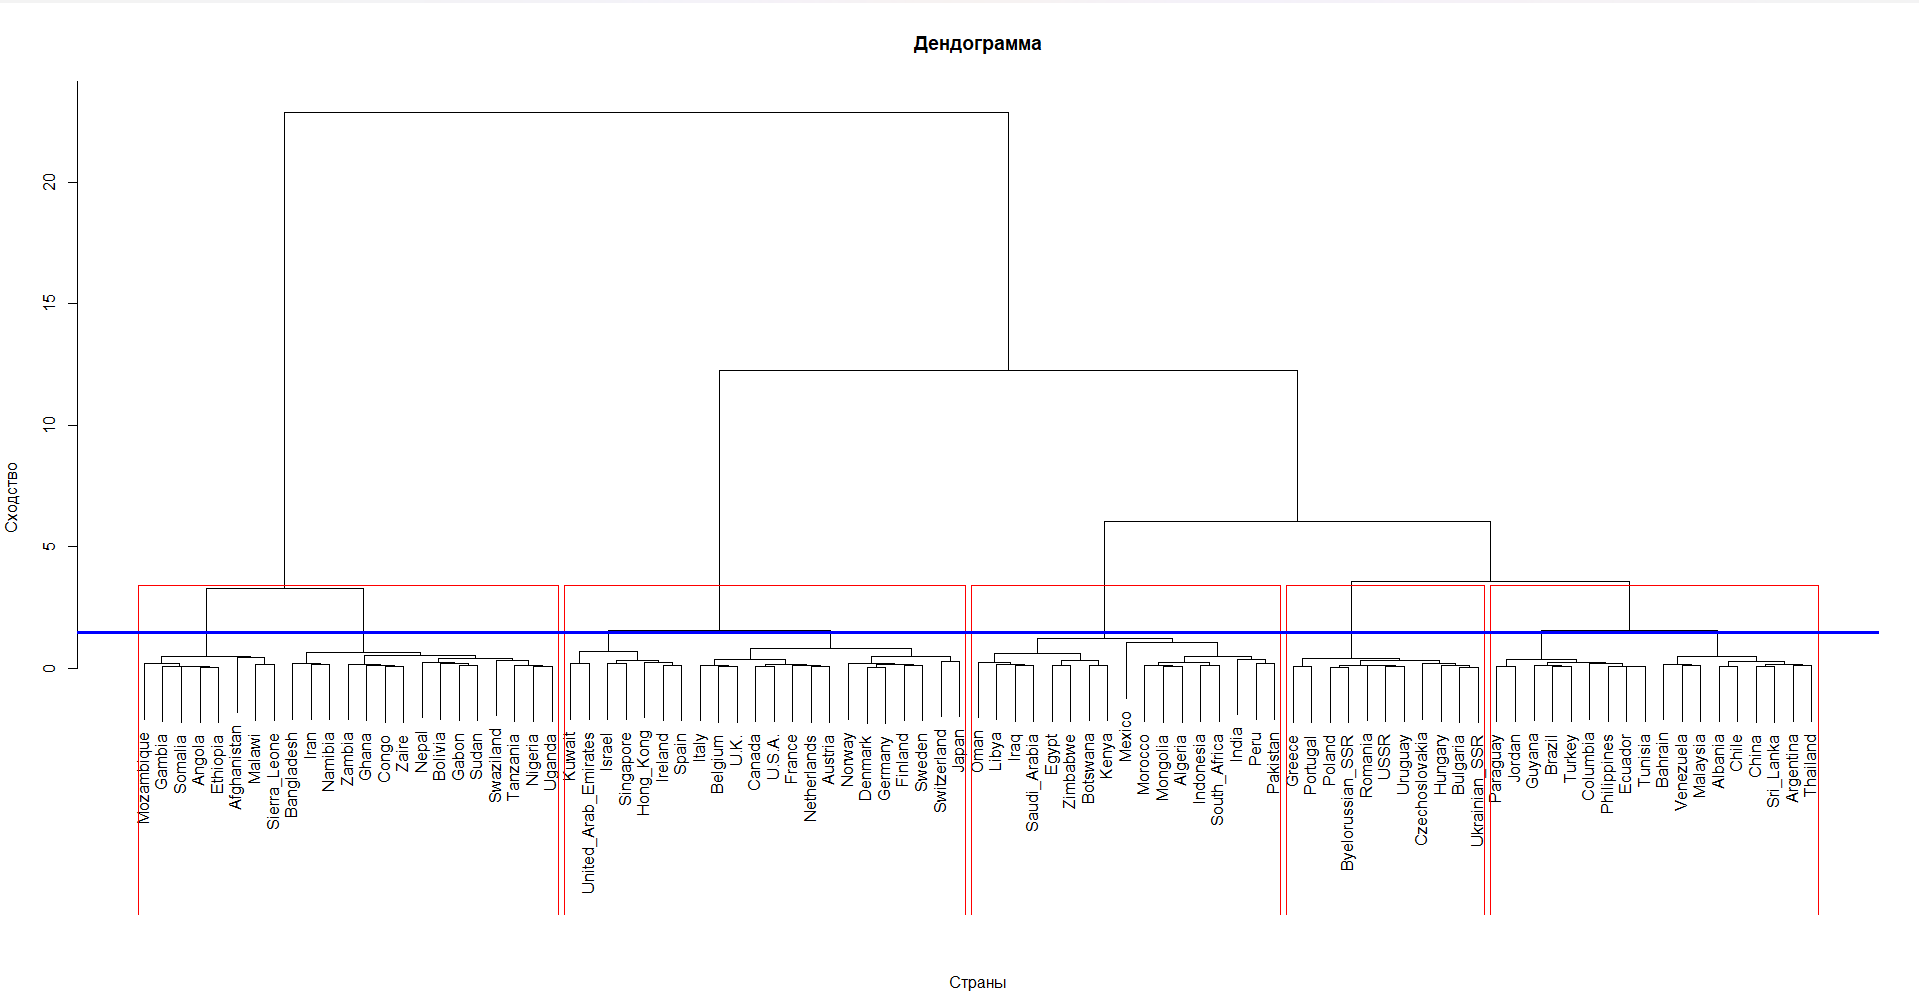 Дендограмма
Сходство
20
15
10
5
0
Mozambique
Gambia
Somalia
Angola
Ethiopia
Afghanistan
Malawi
Sierra_Leone
Bangladesh
Iran
Namibia
Zambia
Ghana
Congo
Zaire
Nepal
Bolivia
Gabon
Sudan
Swaziland
Tanzania
Nigeria
Uganda
Kuwait
United_Arab_Emirates
Israel
Singapore
Hong_Kong
Ireland
Spain
Italy
Belgium
U.K.
Canada
U.S.A.
France
Netherlands
Austria
Norway
Denmark
Germany
Finland
Sweden
Switzerland
Japan
Oman
Libya
Iraq
Saudi_Arabia
Egypt
Zimbabwe
Botswana
Kenya
Mexico
Morocco
Mongolia
Algeria
Indonesia
South_Africa
India
Peru
Pakistan
Greece
Portugal
Poland
Byelorussian_SSR
Romania
USSR
Uruguay
Czechoslovakia
Hungary
Bulgaria
Ukrainian_SSR
Paraguay
Jordan
Guyana
Brazil
Turkey
Columbia
Philippines
Ecuador
Tunisia
Bahrain
Venezuela
Malaysia
Albania
Chile
China
Sri_Lanka
Argentina
Thailand
Страны